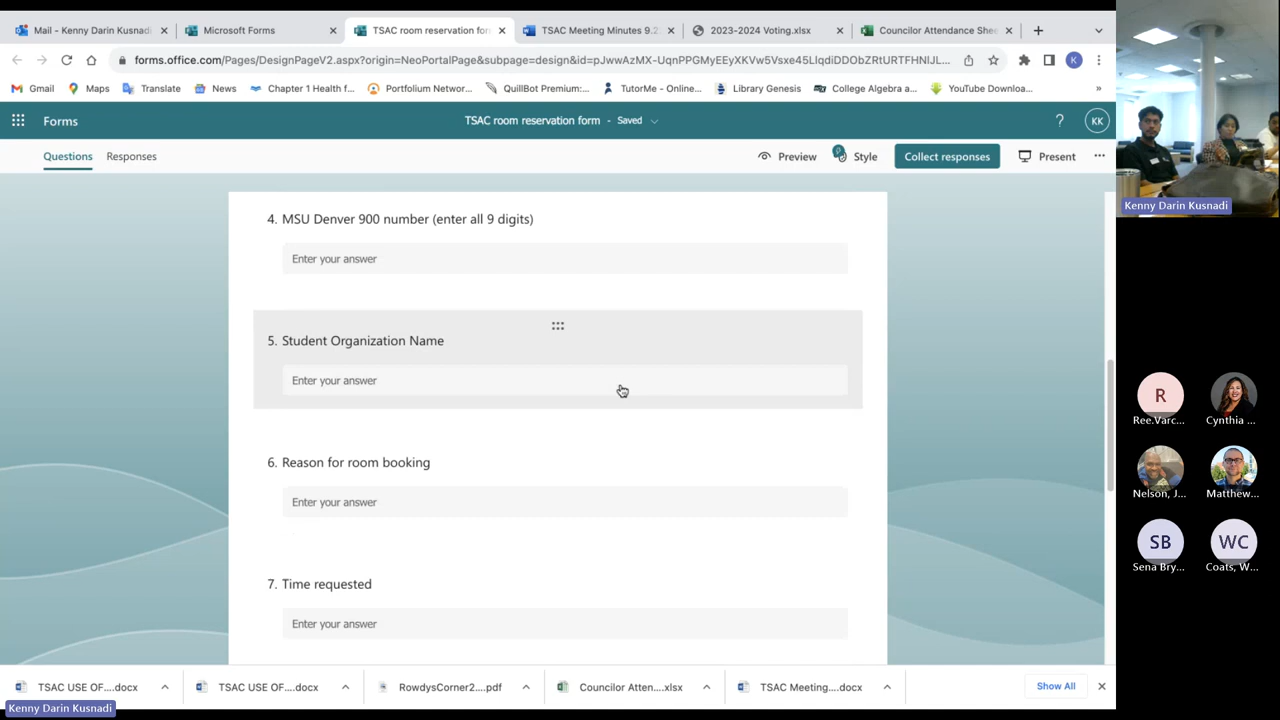 Mail - Kenny Darin Kusnadi
Microsoft Forms
TSAC room reservation for
TSAC Meeting Minutes 9.2
2023-2024 Voting.xlsx
Councilor Attendance She
forms.office.com/Pages/DesignPageV2.aspx?origin=NeoPortalPage&subpage=design&id=pJwwAzMX-UqnPPGMyEEyXKVw5Vsxe45LIqdiDDObZRtURTFHNlJL...
K
Gmail
Maps
Translate
News
Chapter 1 Health f...
Portfolium Networ...
QuillBot Premium:...
TutorMe - Online...
Library Genesis
College Algebra a...
YouTube Downloa...
»
Forms
TSAC room reservation form - Saved
?
KK
Questions
Responses
Preview
Style
Collect responses
Present
4. MSU Denver 900 number (enter all 9 digits)
Enter your answer
5. Student Organization Name
Enter your answer
6. Reason for room booking
Enter your answer
7. Time requested
Enter your answer
TSAC USE OF....docx
TSAC USE OF....docx
RowdysCorner2....pdf
Councilor Atten....xlsx
TSAC Meeting....docx
Show All
Kenny Darin Kusnadi
Kenny Darin Kusnadi
R
Ree.Varc...
Cynthia ...
Nelson, J...
Matthew...
SB
Sena Bry...
WC
Coats, W...